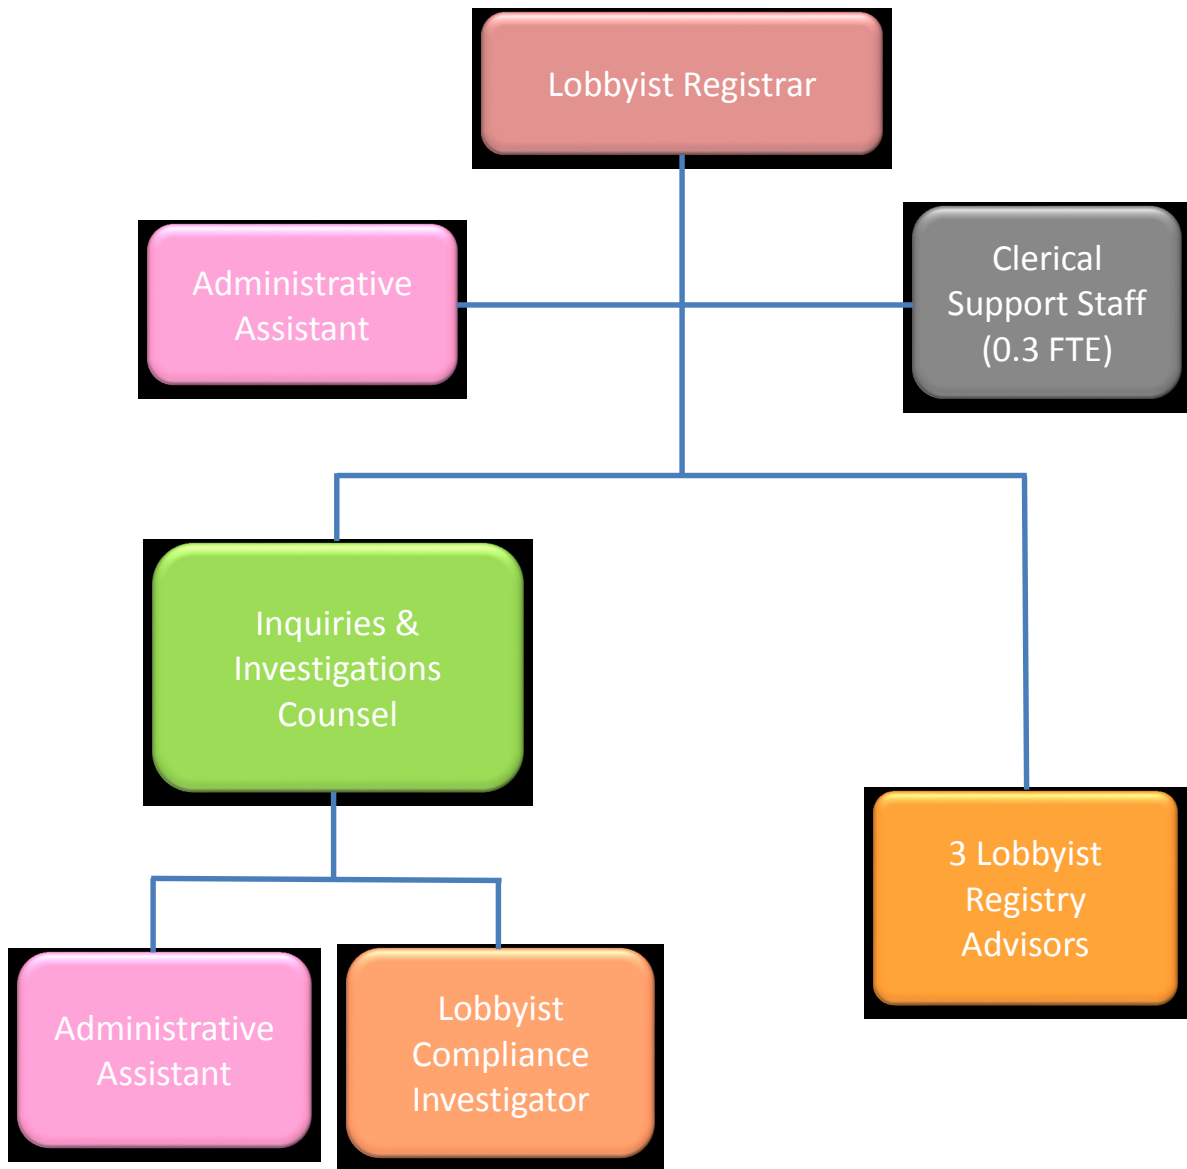 Lobbyist Registrar
Administrative
Assistant
Clerical
Support Staff
(0.3 FTE)
Inquiries &
Investigations
Counsel
3 Lobbyist
Registry
Advisors
Administrative
Assistant
Lobbyist
Compliance
Investigator